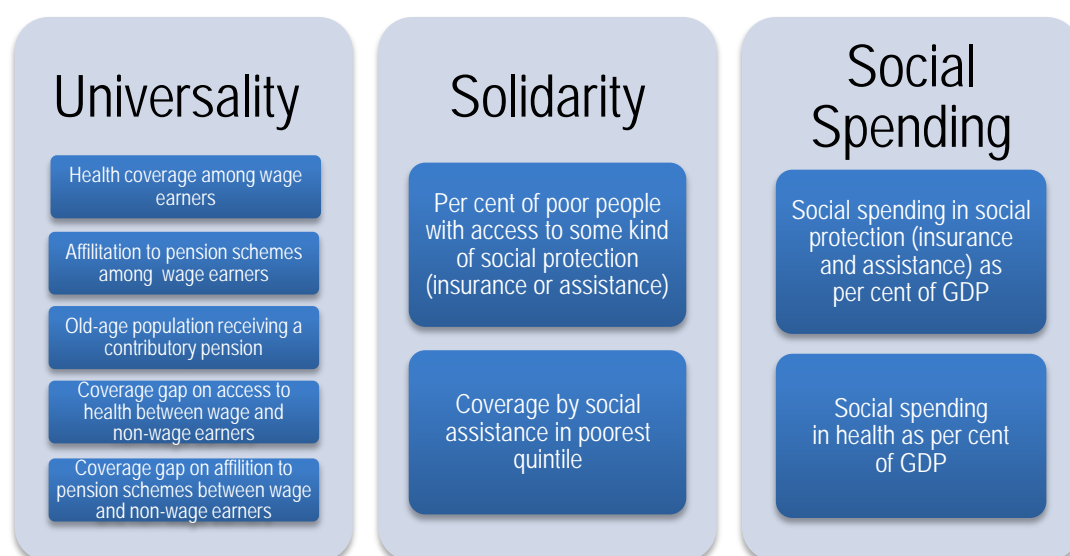 Universality
Health coverage among wage
earners
Affilitation to pension schemes
among wage earners
Old-age population receiving a
contributory pension
Coverage gap on access to
health between wage and
non-wage earners
Coverage gap on affilition to
pension schemes between wage
and non-wage earners
Solidarity
Per cent of poor people
with access to some kind
of social protection
(insurance or assistance)
Coverage by social
assistance in poorest
quintile
Social
Spending
Social spending in social
protection (insurance
and assistance) as
per cent of GDP
Social spending
in health as per cent
of GDP